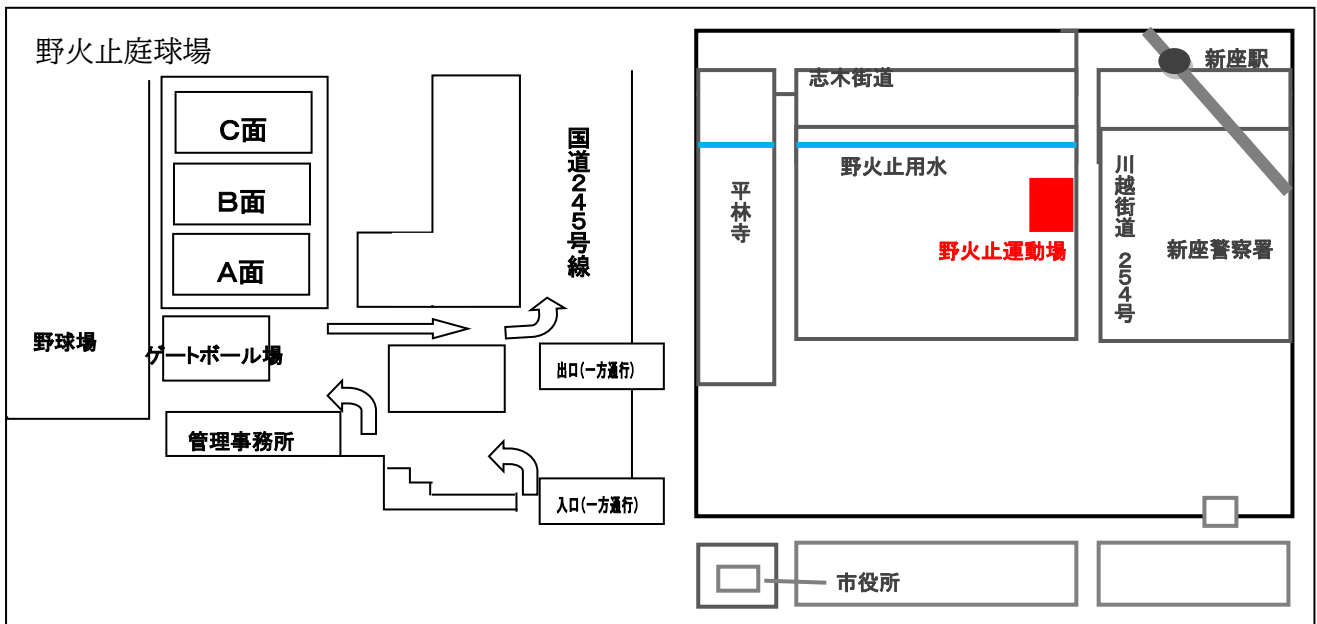 野火止庭球場
C面
B面
A面
国道245号線
野球場
ゲートボール場
出口(一方通行)
管理事務所
入口(一方通行)
新座駅
志木街道
野火止用水
平林寺
川越街道 254号
野火止運動場
新座警察署
市役所